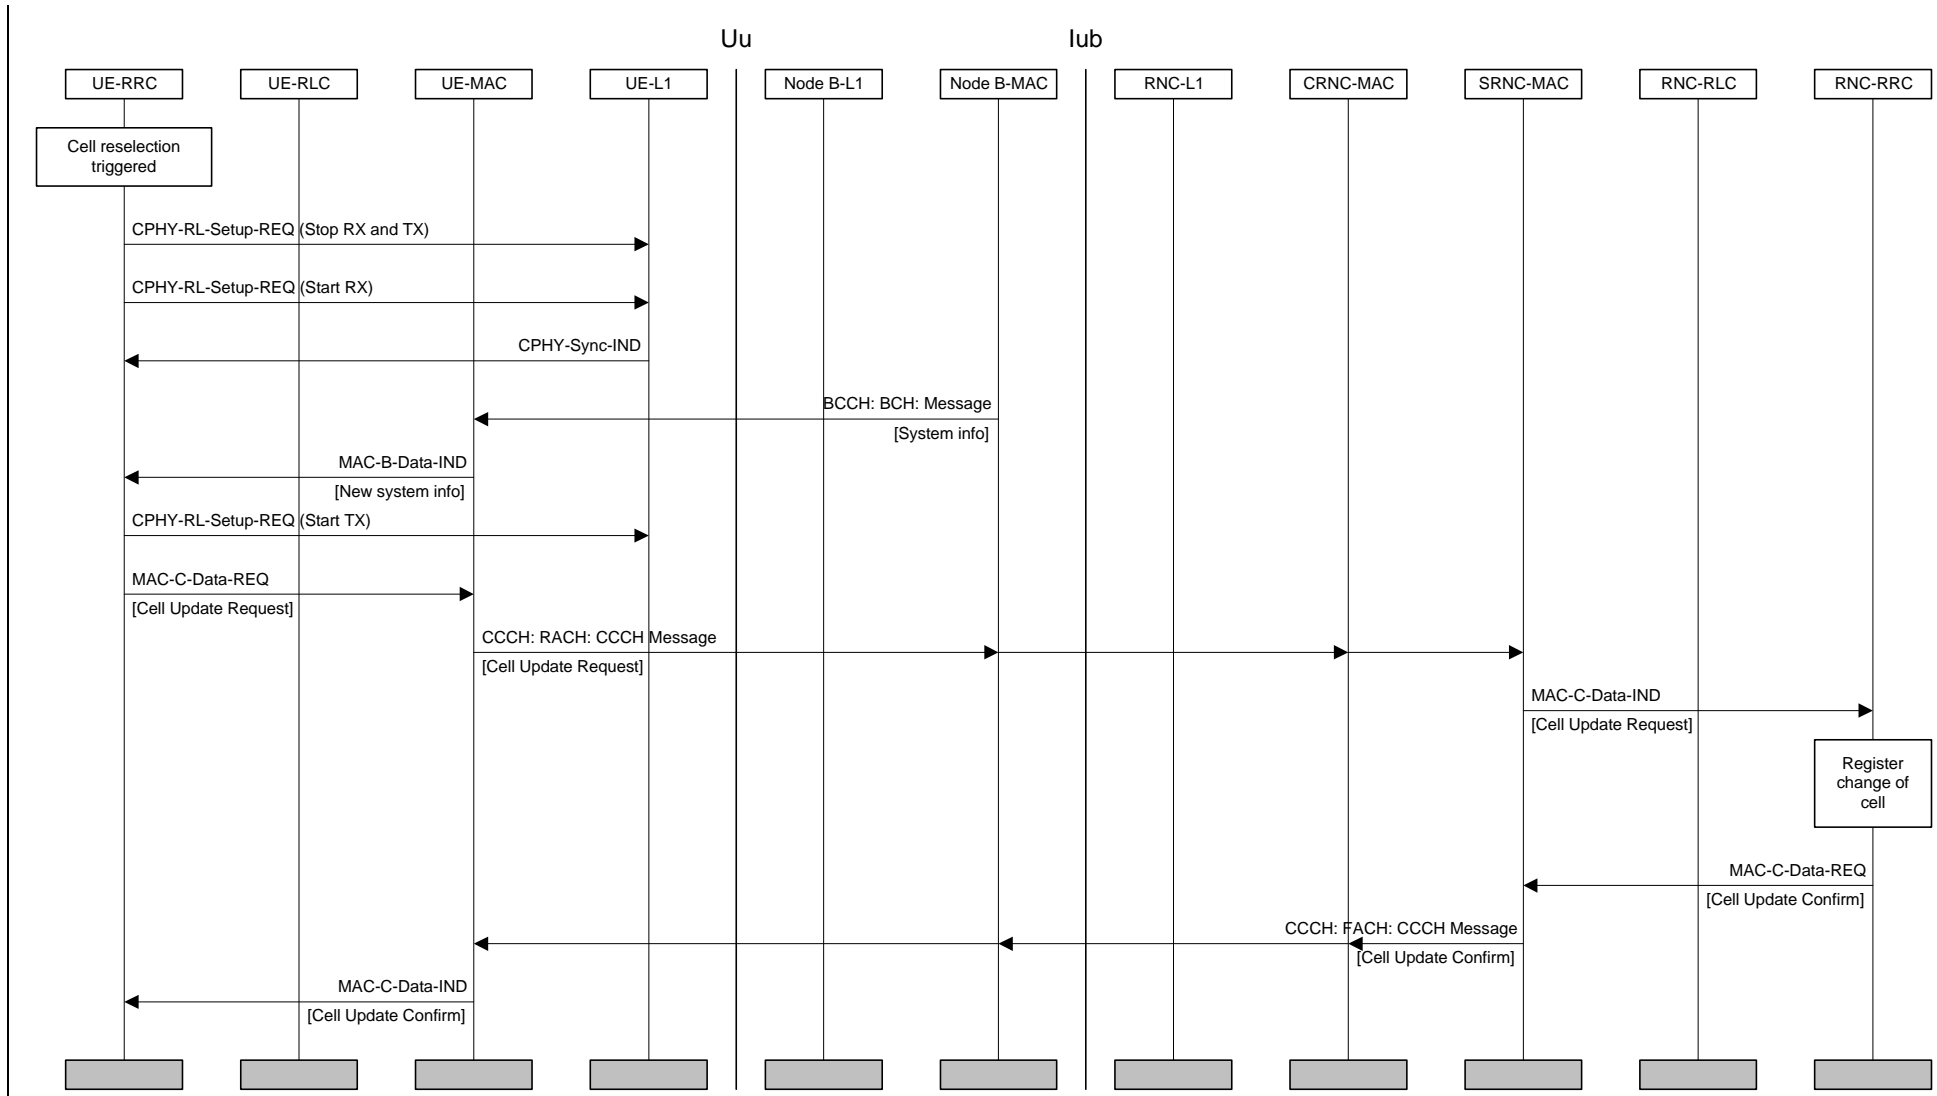 Uu
Iub
UE-RRC
UE-RLC
UE-MAC
UE-L1
Node B-L1
Node B-MAC
RNC-L1
CRNC-MAC
SRNC-MAC
RNC-RLC
RNC-RRC
Cell reselection
triggered
CPHY-RL-Setup-REQ (Stop RX and TX)
CPHY-RL-Setup-REQ (Start RX)
CPHY-Sync-IND
BCCH: BCH: Message
[System info]
MAC-B-Data-IND
[New system info]
CPHY-RL-Setup-REQ (Start TX)
MAC-C-Data-REQ
[Cell Update Request]
CCCH: RACH: CCCH Message
[Cell Update Request]
MAC-C-Data-IND
[Cell Update Request]
Register
change of
cell
MAC-C-Data-REQ
[Cell Update Confirm]
CCCH: FACH: CCCH Message
[Cell Update Confirm]
MAC-C-Data-IND
[Cell Update Confirm]